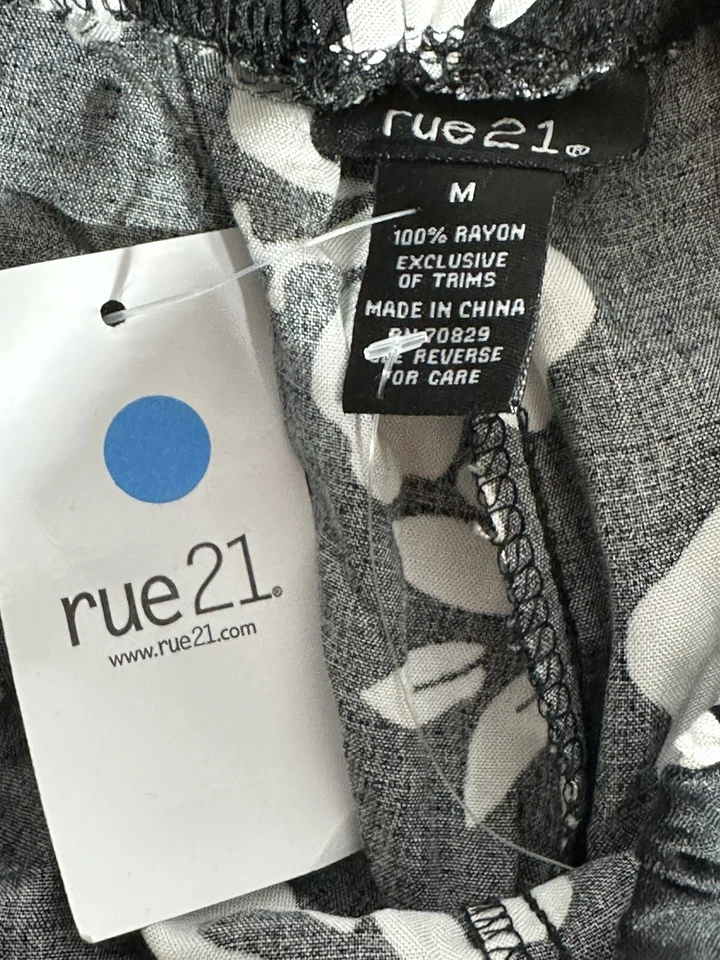 rue21®
M
100% RAYON
EXCLUSIVE
OF TRIMS
MADE IN CHINA
70829
REVERSE
FOR CARE
rue21®
www.rue21.com